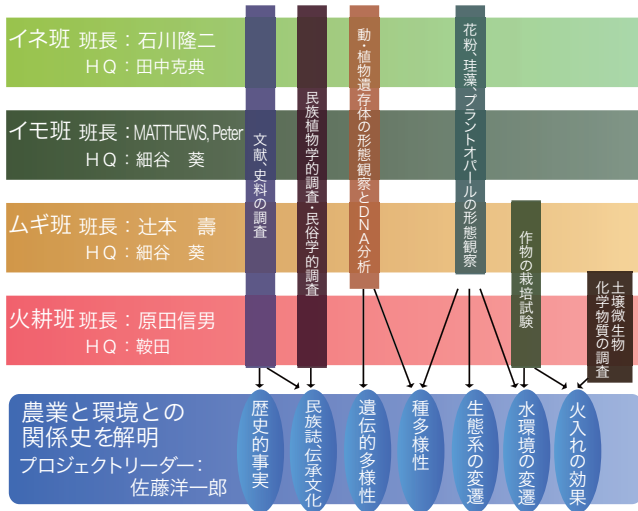 イネ班 班長：石川隆二
ＨＱ：田中克典
イモ班 班長：MATTHEWS, Peter
ＨＱ：細谷　葵
ムギ班 班長：辻本　壽
ＨＱ：細谷　葵
火耕班 班長：原田信男
ＨＱ：鞍田
文献、史料の調査
民族植物学的調査・民俗学的調査
動・植物遺存体の形態観察とＤＮＡ分析
花粉、珪藻、プラントオパールの形態観察
作物の栽培試験
土壌微生物
化学物質の調査
農業と環境との
関係史を解明
プロジェクトリーダー：
佐藤洋一郎
歴史的事実
民族誌、伝承文化
遺伝的多様性
種多様性
生態系の変遷
水環境の変遷
火入れの効果